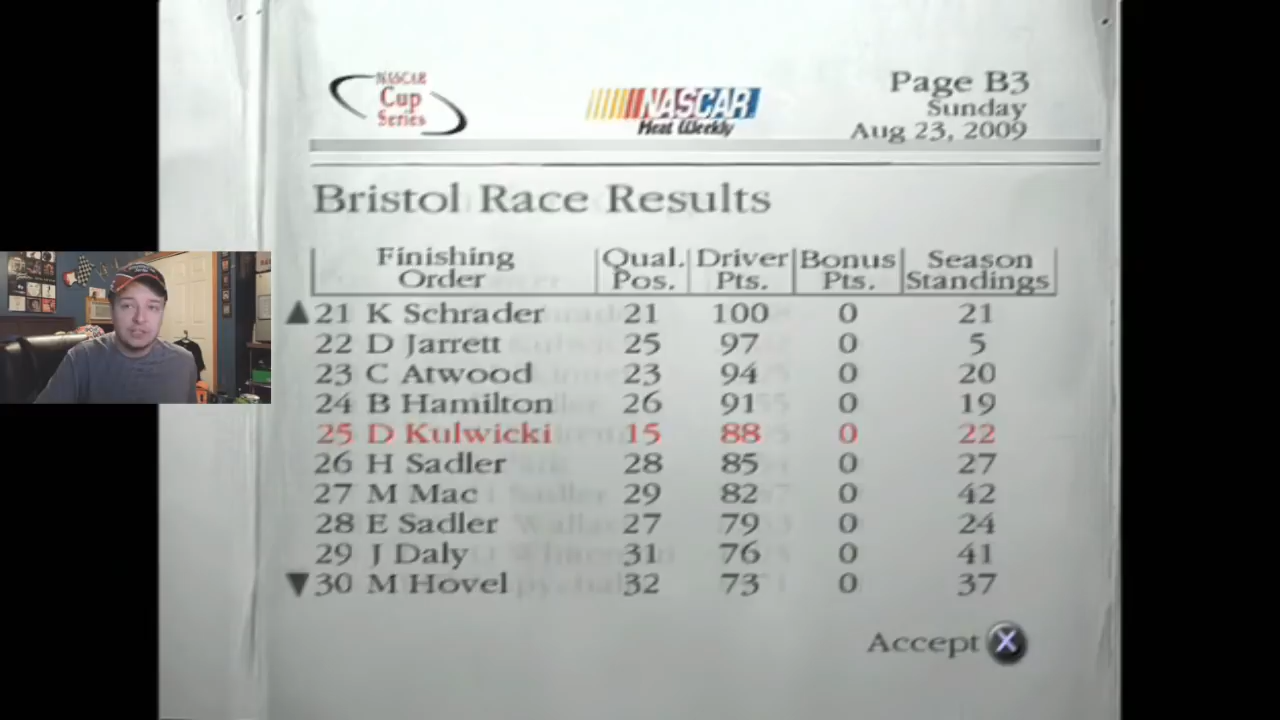 NASCAR
Cup
Series
NASCAR
Heat Weekly
Page B3
Sunday
Aug 23, 2009
Bristol Race Results
Finishing Order Qual. Pos. Driver Pts. Bonus Pts. Season Standings
▲ 21 K Schrader 21 100 0 21
22 D Jarrett 25 97 0 5
23 C Atwood 23 94 0 20
24 B Hamilton 26 91 0 19
25 D Kulwicki 15 88 0 22
26 H Sadler 28 85 0 27
27 M Mac 29 82 0 42
28 E Sadler 27 79 0 24
29 J Daly 31 76 0 41
▼ 30 M Hovel 32 73 0 37
Accept X